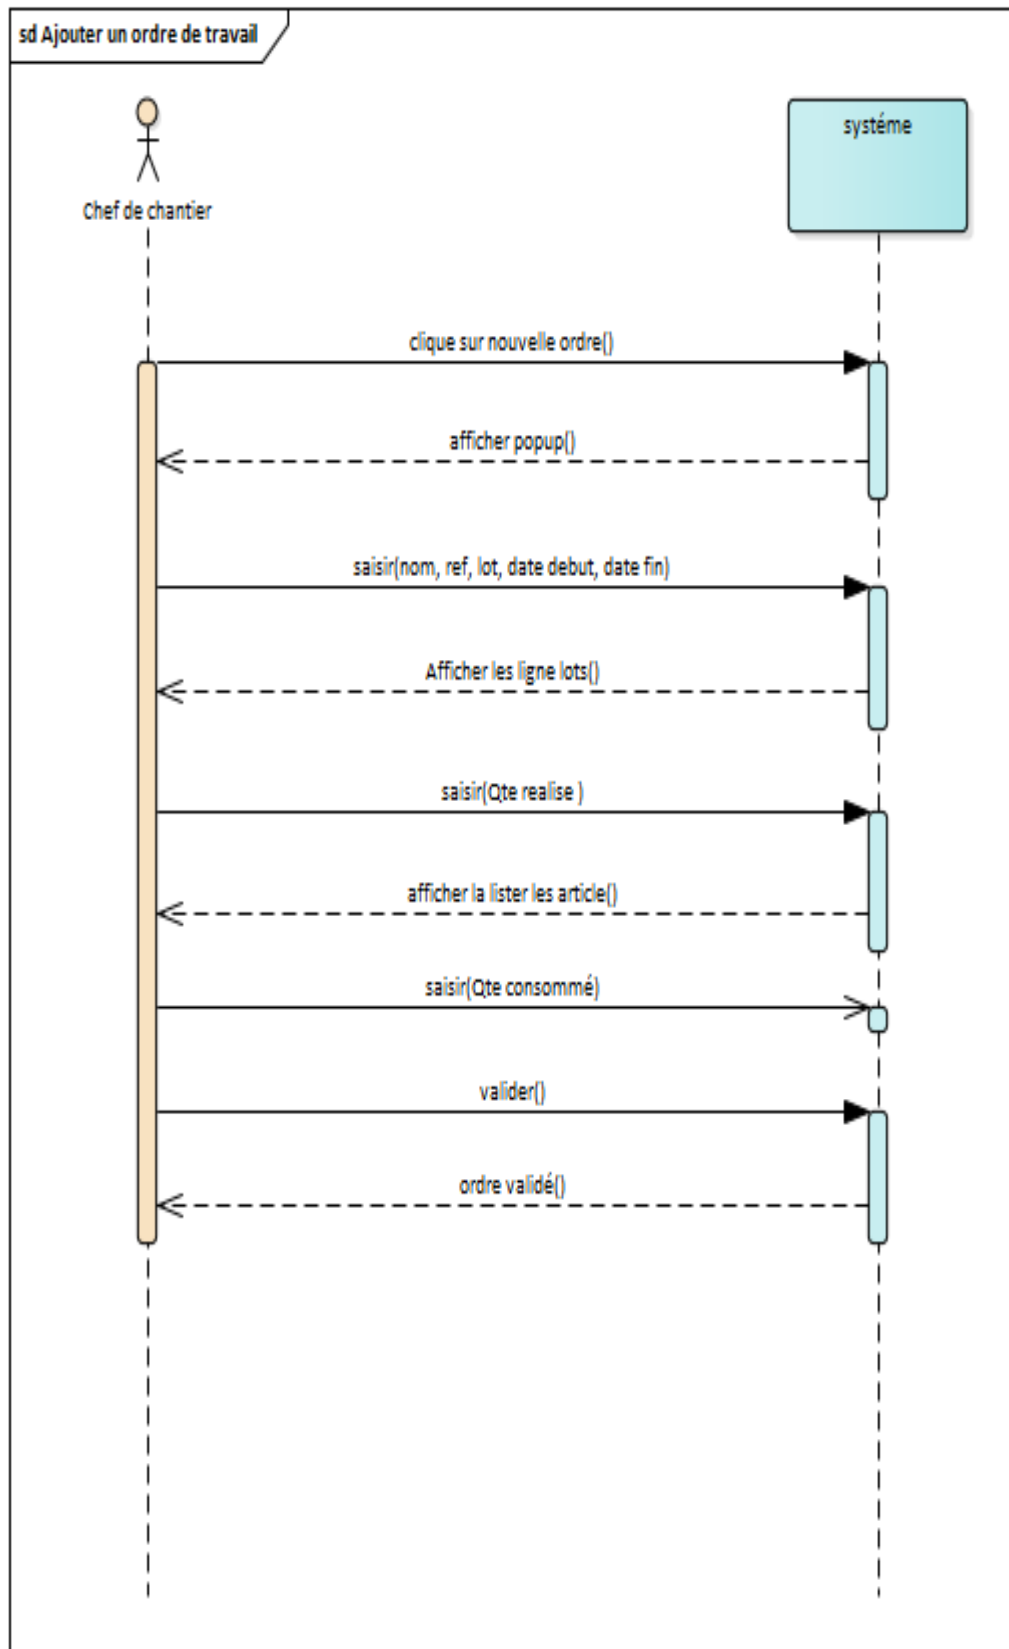 sd Ajouter un ordre de travail
systéme
Chef de chantier
clique sur nouvelle ordre()
afficher popup()
saisir(nom, ref, lot, date debut, date fin)
Afficher les ligne lots()
saisir(Qte realise )
afficher la lister les article()
saisir(Qte consommé)
valider()
ordre validé()